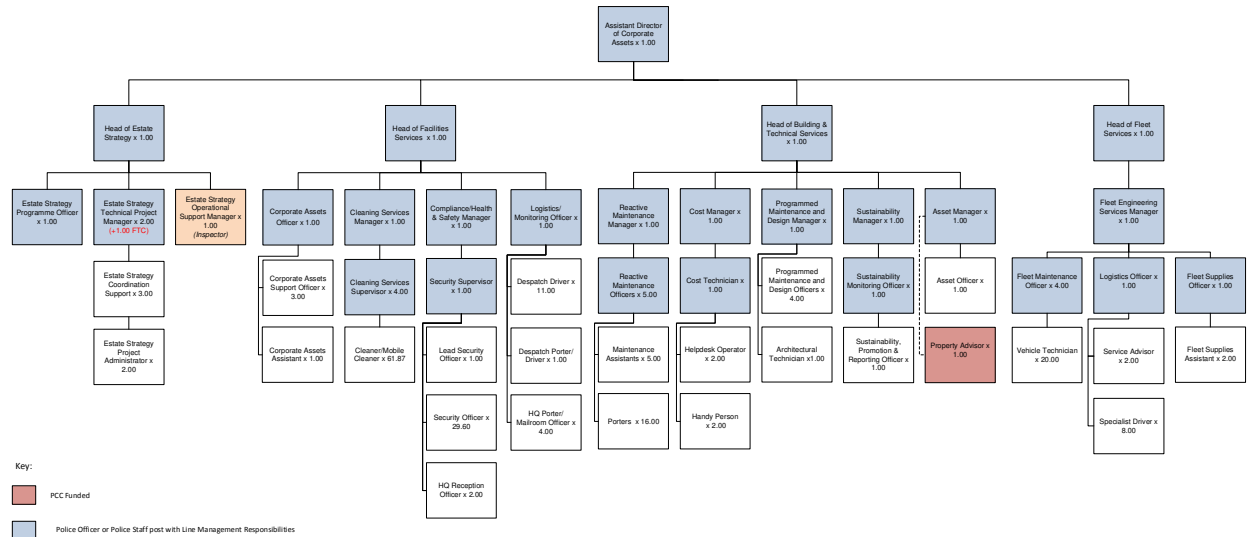 Assistant Director
of Corporate
Assets x 1.00
Head of Estate
Strategy x 1.00
Head of Facilities
Services x 1.00
Head of Building &
Technical Services
x 1.00
Head of Fleet
Services x 1.00
Estate Strategy
Programme Officer
x 1.00
Estate Strategy
Technical Project
Manager x 2.00
(+1.00 FTC)
Estate Strategy
Operational
Support Manager x
1.00
(Inspector)
Corporate Assets
Officer x 1.00
Cleaning Services
Manager x 1.00
Compliance/Health
& Safety Manager
x 1.00
Logistics/
Monitoring Officer x
1.00
Reactive
Maintenance
Manager x 1.00
Cost Manager x
1.00
Programmed
Maintenance and
Design Manager x
1.00
Sustainability
Manager x 1.00
Asset Manager x
1.00
Fleet Engineering
Services Manager
x 1.00
Estate Strategy
Coordination
Support x 3.00
Corporate Assets
Support Officer x
3.00
Cleaning Services
Supervisor x 4.00
Security Supervisor
x 1.00
Despatch Driver x
11.00
Reactive
Maintenance
Officers x 5.00
Cost Technician x
1.00
Programmed
Maintenance and
Design Officers x
4.00
Sustainability
Monitoring Officer x
1.00
Asset Officer x
1.00
Fleet Maintenance
Officer x 4.00
Logistics Officer x
1.00
Fleet Supplies
Officer x 1.00
Estate Strategy
Project
Administrator x
2.00
Corporate Assets
Assistant x 1.00
Cleaner/Mobile
Cleaner x 61.87
Lead Security
Officer x 1.00
Despatch Porter/
Driver x 1.00
Maintenance
Assistants x 5.00
Helpdesk Operator
x 2.00
Architectural
Technician x1.00
Sustainability,
Promotion &
Reporting Officer x
1.00
Property Advisor x
1.00
Vehicle Technician
x 20.00
Service Advisor
x 2.00
Fleet Supplies
Assistant x 2.00
Security Officer x
29.60
HQ Porter/
Mailroom Officer x
4.00
Porters x 16.00
Handy Person
x 2.00
Specialist Driver x
8.00
HQ Reception
Officer x 2.00
Key:
PCC Funded
Police Officer or Police Staff post with Line Management Responsibilities